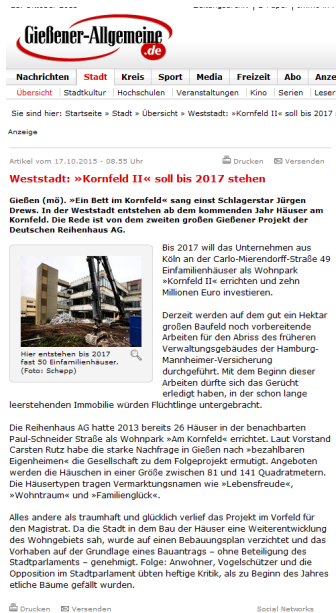 Gießener-Allgemeine
.de
Nachrichten Stadt Kreis Sport Media Freizeit Abo
Übersicht Stadtkultur Hochschulen Veranstaltungen Kino Serien
Sie sind hier: Startseite » Stadt » Übersicht » Weststadt: »Kornfeld II« soll bis 2017
Anzeige
Artikel vom 17.10.2015 - 08.55 Uhr Drucken Versenden
Weststadt: »Kornfeld II« soll bis 2017 stehen
Gießen (mö). »Ein Bett im Kornfeld« sang einst Schlagerstar Jürgen
Drews. In der Weststadt entstehen ab dem kommenden Jahr Häuser am
Kornfeld. Die Rede ist von dem zweiten großen Gießener Projekt der
Deutschen Reihenhaus AG.
Hier entstehen bis 2017
fast 50 Einfamilienhäuser.
(Foto: Schepp)
Bis 2017 will das Unternehmen aus
Köln an der Carlo-Mierendorff-Straße 49
Einfamilienhäuser als Wohnpark
»Kornfeld II« errichten und zehn
Millionen Euro investieren.
Derzeit werden auf dem gut ein Hektar
großen Baufeld noch vorbereitende
Arbeiten für den Abriss des früheren
Verwaltungsgebäudes der Hamburg-
Mannheimer-Versicherung
durchgeführt. Mit dem Beginn dieser
Arbeiten dürfte sich das Gerücht
erledigt haben, in der schon lange
leerstehenden Immobilie würden Flüchtlinge untergebracht.
Die Reihenhaus AG hatte 2013 bereits 26 Häuser in der benachbarten
Paul-Schneider Straße als Wohnpark »Am Kornfeld« errichtet. Laut Vorstand
Carsten Rutz habe die starke Nachfrage in Gießen nach »bezahlbaren
Eigenheimen« die Gesellschaft zu dem Folgeprojekt ermutigt. Angeboten
werden die Häuschen in einer Größe zwischen 81 und 141 Quadratmetern.
Die Häusertypen tragen Vermarktungsnamen wie »Lebensfreude«,
»Wohntraum« und »Familienglück«.
Alles andere als traumhaft und glücklich verlief das Projekt im Vorfeld für
den Magistrat. Da die Stadt in dem Bau der Häuser eine Weiterentwicklung
des Wohngebiets sah, wurde auf einen Bebauungsplan verzichtet und das
Vorhaben auf der Grundlage eines Bauantrags – ohne Beteiligung des
Stadtparlaments – genehmigt. Folge: Anwohner, Vogelschützer und die
Opposition im Stadtparlament übten heftige Kritik, als zu Beginn des Jahres
etliche Bäume gefällt wurden.
Drucken Versenden Social Networks